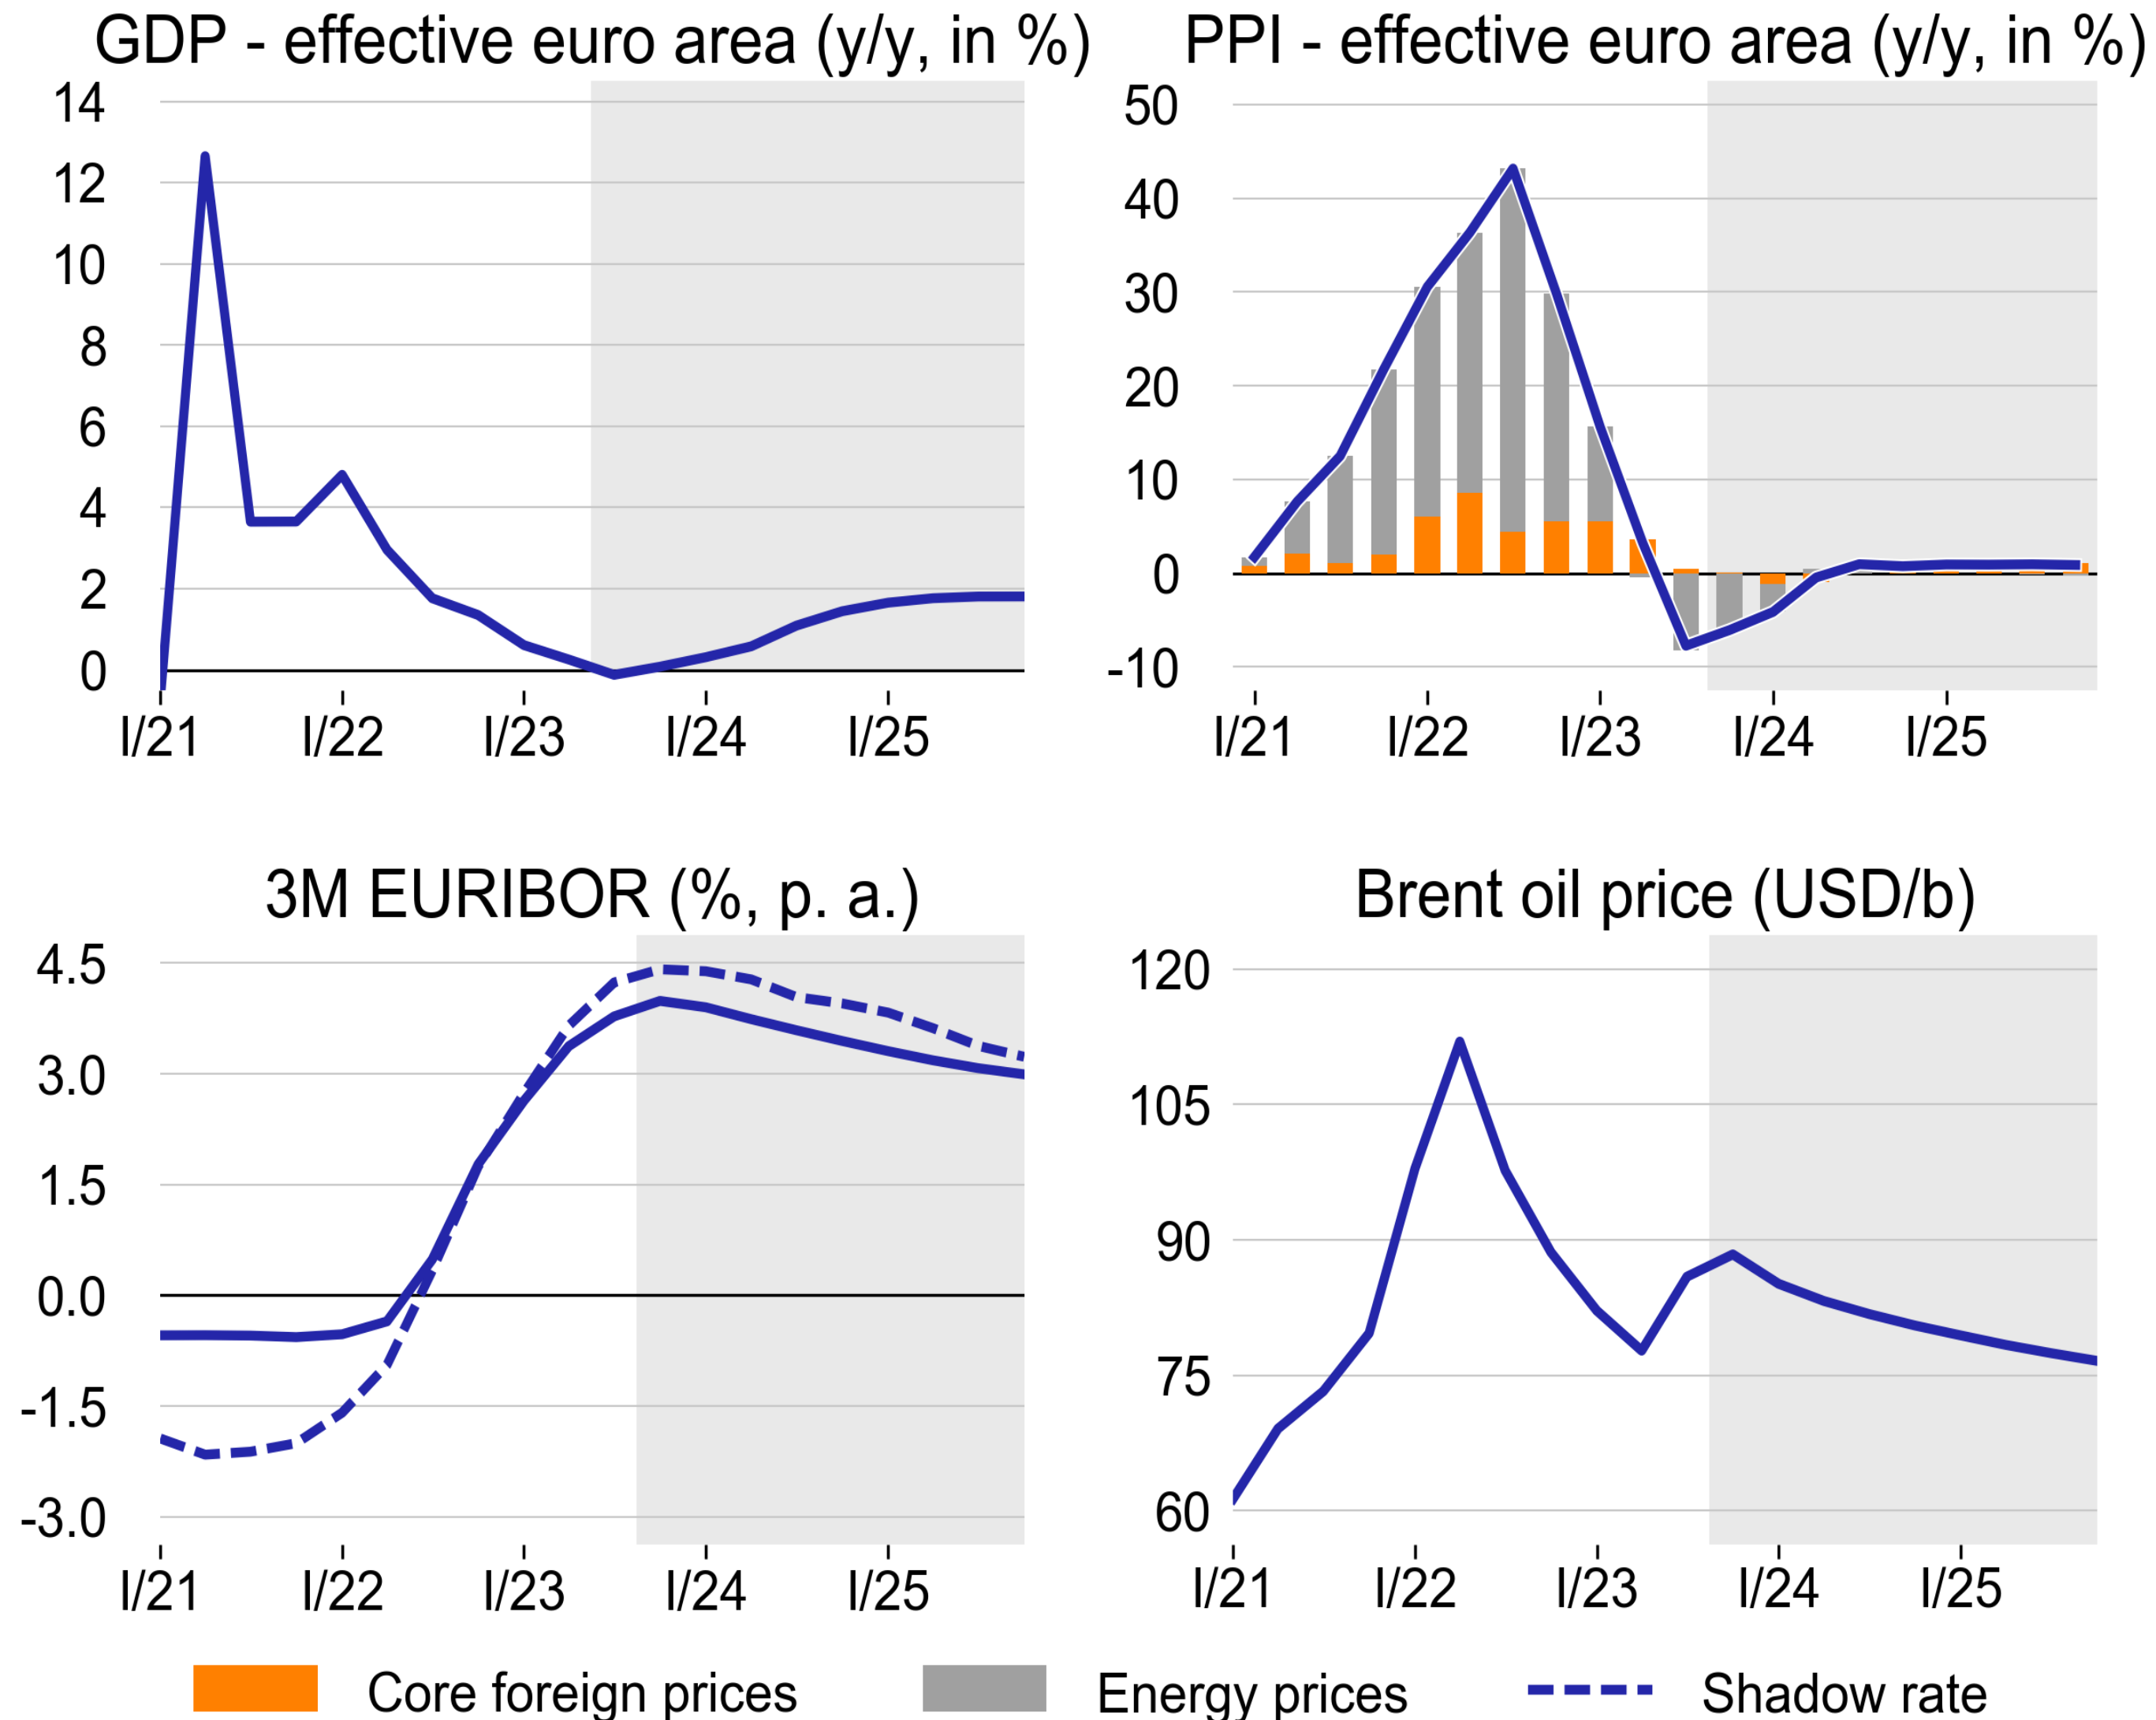 GDP - effective euro area (y/y, in %)
14
12
10
8
6
4
2
0
I/21 I/22 I/23 I/24 I/25
PPI - effective euro area (y/y, in %)
50
40
30
20
10
0
-10
I/21 I/22 I/23 I/24 I/25
3M EURIBOR (%, p. a.)
4.5
3.0
1.5
0.0
-1.5
-3.0
I/21 I/22 I/23 I/24 I/25
Brent oil price (USD/b)
120
105
90
75
60
I/21 I/22 I/23 I/24 I/25
Core foreign prices Energy prices Shadow rate